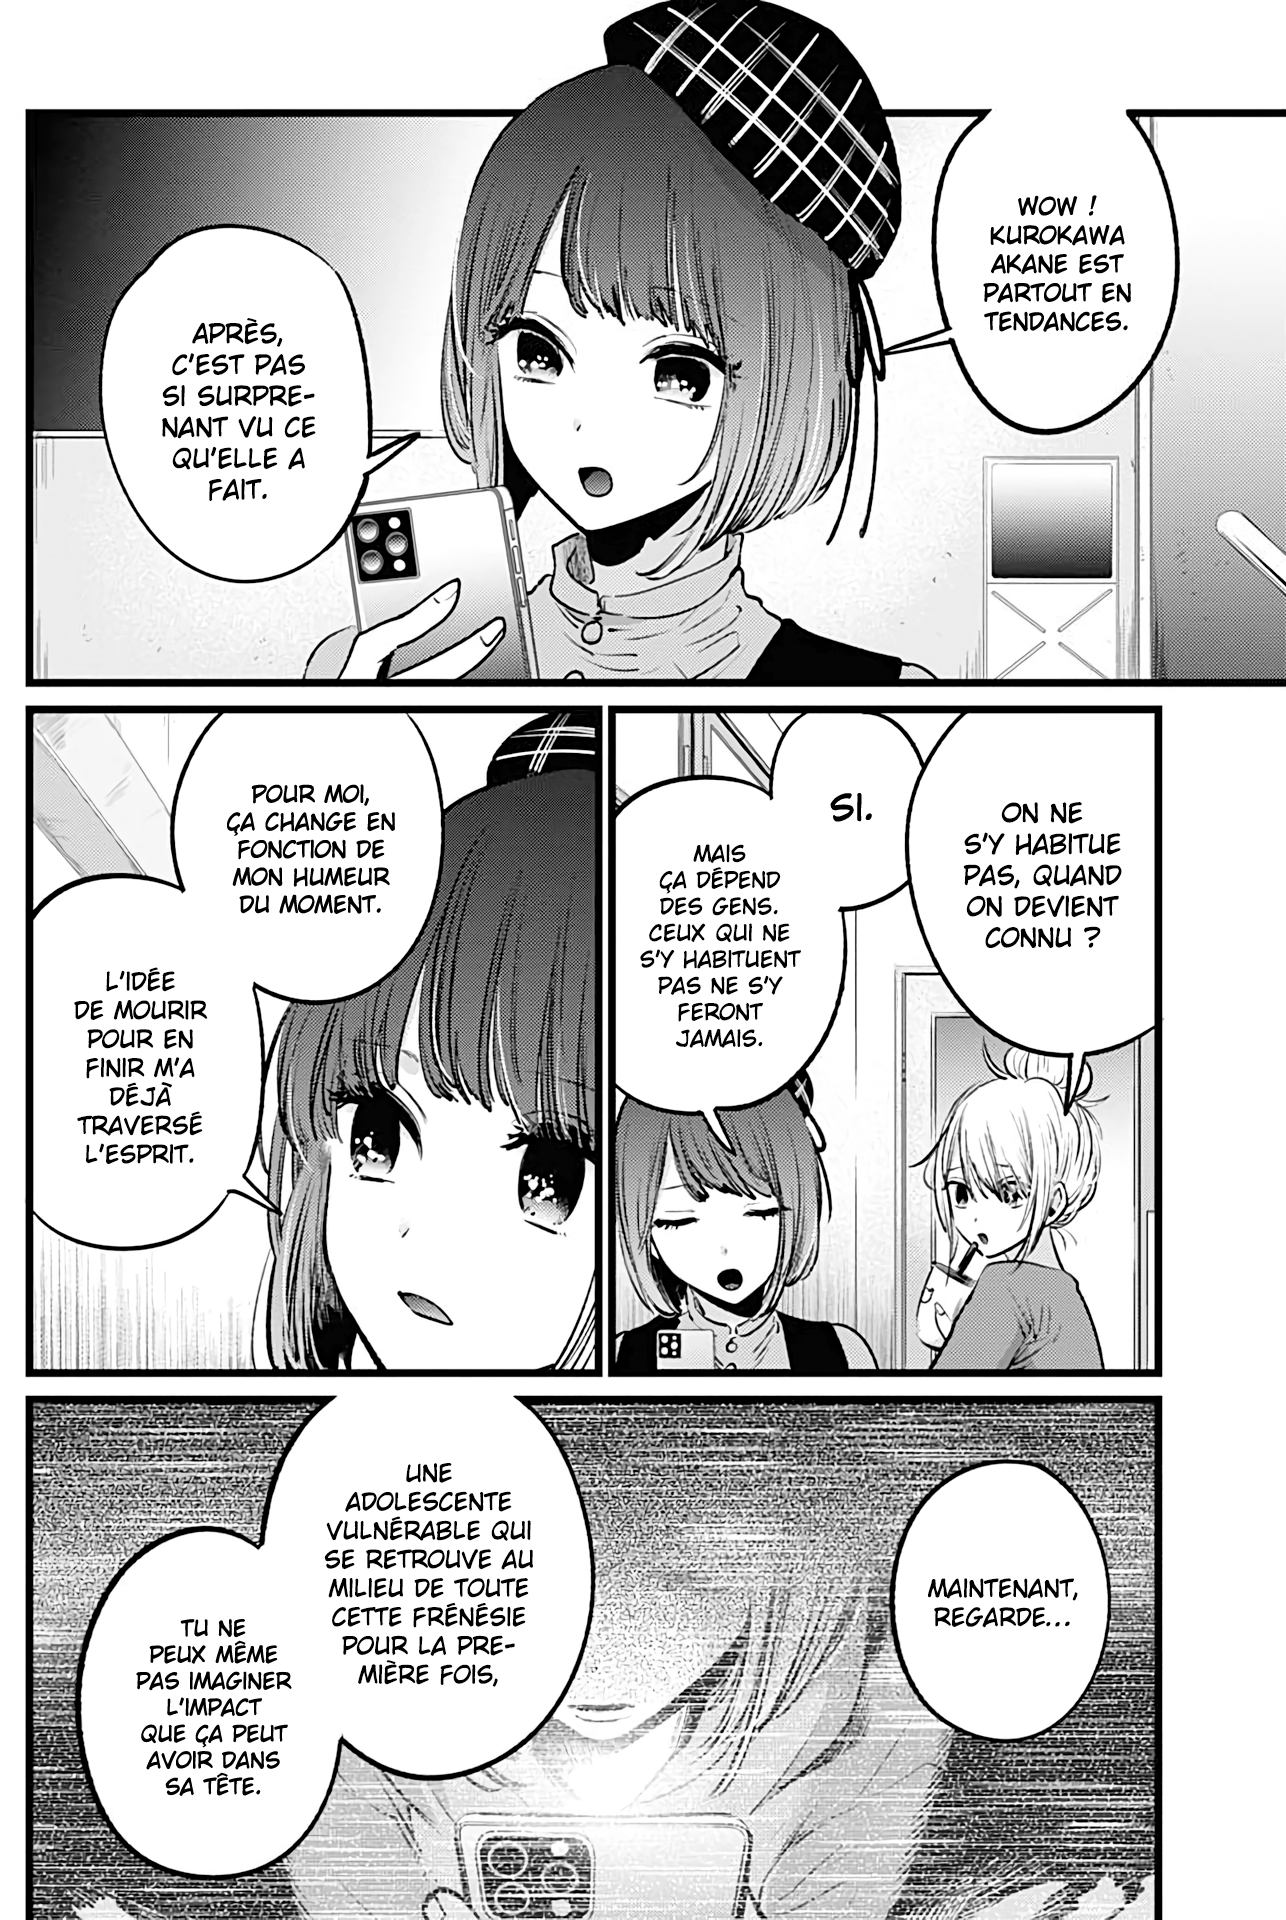 WOW !
KUROKAWA
AKANE EST
PARTOUT EN
TENDANCES.
APRÈS,
C'EST PAS
SI SURPRE-
NANT VU CE
QU'ELLE A
FAIT.
ON NE
S'Y HABITUE
PAS, QUAND
ON DEVIENT
CONNU ?
SI.
MAIS
ÇA DÉPEND
DES GENS.
CEUX QUI NE
S'Y HABITUENT
PAS NE S'Y
FERONT
JAMAIS.
POUR MOI,
ÇA CHANGE EN
FONCTION DE
MON HUMEUR
DU MOMENT.
L'IDÉE
DE MOURIR
POUR EN
FINIR M'A
DÉJÀ
TRAVERSÉ
L'ESPRIT.
MAINTENANT,
REGARDE...
UNE
ADOLESCENTE
VULNÉRABLE QUI
SE RETROUVE AU
MILIEU DE TOUTE
CETTE FRÉNÉSIE
POUR LA PRE-
MIÈRE FOIS,
TU NE
PEUX MÊME
PAS IMAGINER
L'IMPACT
QUE ÇA PEUT
AVOIR DANS
SA TÊTE.